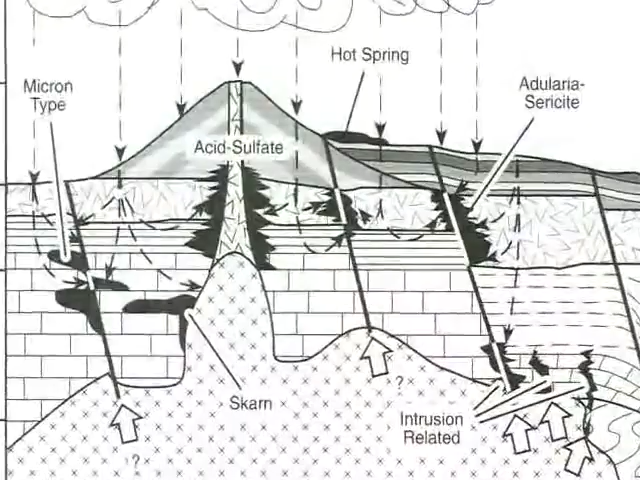 Hot Spring
Micron
Type
Adularia-
Sericite
Acid-Sulfate
Skarn
?
Intrusion
Related
?